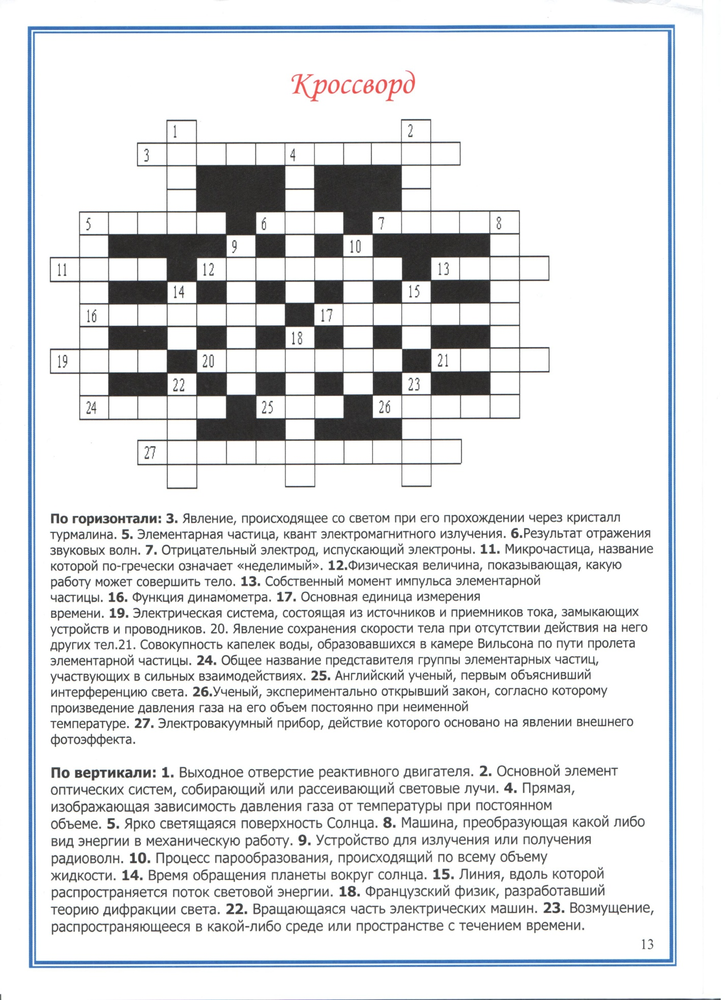 Кроссворд
1 2
3 4
5 6 7 8
9 10
11 12 13
14 15
16 17
18
19 20 21
22 23
24 25 26
27
По горизонтали: 3. Явление, происходящее со светом при его прохождении через кристалл
турмалина. 5. Элементарная частица, квант электромагнитного излучения. 6.Результат отражения
звуковых волн. 7. Отрицательный электрод, испускающий электроны. 11. Микрочастица, название
которой по-гречески означает «неделимый». 12.Физическая величина, показывающая, какую
работу может совершить тело. 13. Собственный момент импульса элементарной
частицы. 16. Функция динамометра. 17. Основная единица измерения
времени. 19. Электрическая система, состоящая из источников и приемников тока, замыкающих
устройств и проводников. 20. Явление сохранения скорости тела при отсутствии действия на него
других тел.21. Совокупность капелек воды, образовавшихся в камере Вильсона по пути пролета
элементарной частицы. 24. Общее название представителя группы элементарных частиц,
участвующих в сильных взаимодействиях. 25. Английский ученый, первым объяснивший
интерференцию света. 26.Ученый, экспериментально открывший закон, согласно которому
произведение давления газа на его объем постоянно при неименной
температуре. 27. Электровакуумный прибор, действие которого основано на явлении внешнего
фотоэффекта.
По вертикали: 1. Выходное отверстие реактивного двигателя. 2. Основной элемент
оптических систем, собирающий или рассеивающий световые лучи. 4. Прямая,
изображающая зависимость давления газа от температуры при постоянном
объеме. 5. Ярко светящаяся поверхность Солнца. 8. Машина, преобразующая какой либо
вид энергии в механическую работу. 9. Устройство для излучения или получения
радиоволн. 10. Процесс парообразования, происходящий по всему объему
жидкости. 14. Время обращения планеты вокруг солнца. 15. Линия, вдоль которой
распространяется поток световой энергии. 18. Французский физик, разработавший
теорию дифракции света. 22. Вращающаяся часть электрических машин. 23. Возмущение,
распространяющееся в какой-либо среде или пространстве с течением времени.
13